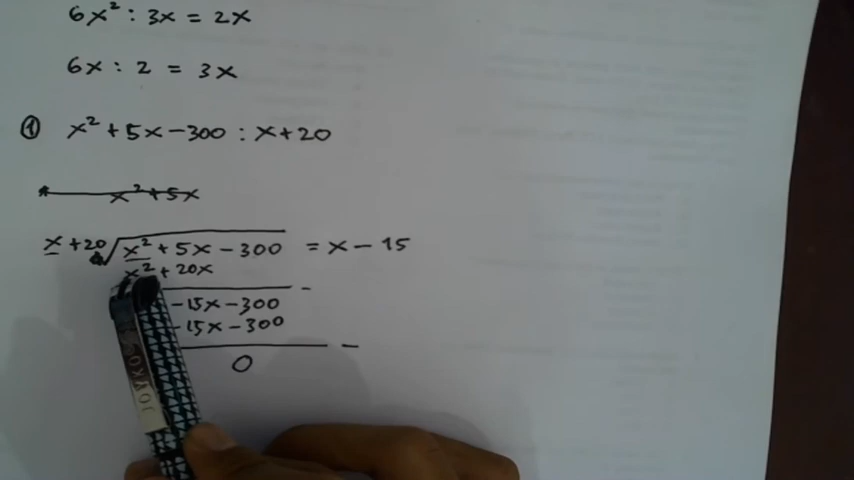 6x² : 3x = 2x
6x : 2 = 3x
① x² + 5x - 300 : x + 20
x² + 5x
x + 20 √ x² + 5x - 300 = x - 15
x² + 20x
-
-15x - 300
-15x - 300
-
0
JOYKO